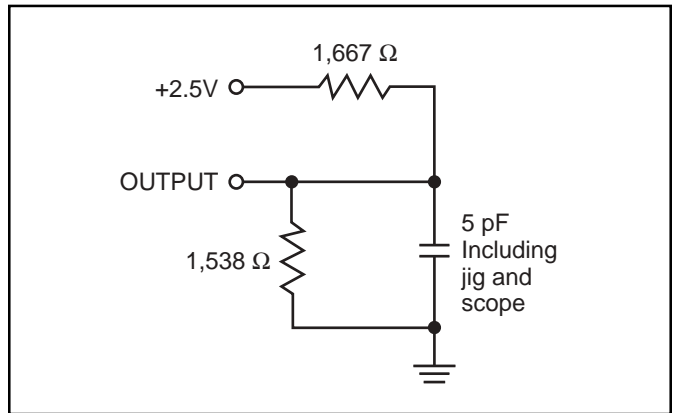 1,667 Ω
+2.5V
OUTPUT
1,538 Ω
5 pF
Including
jig and
scope